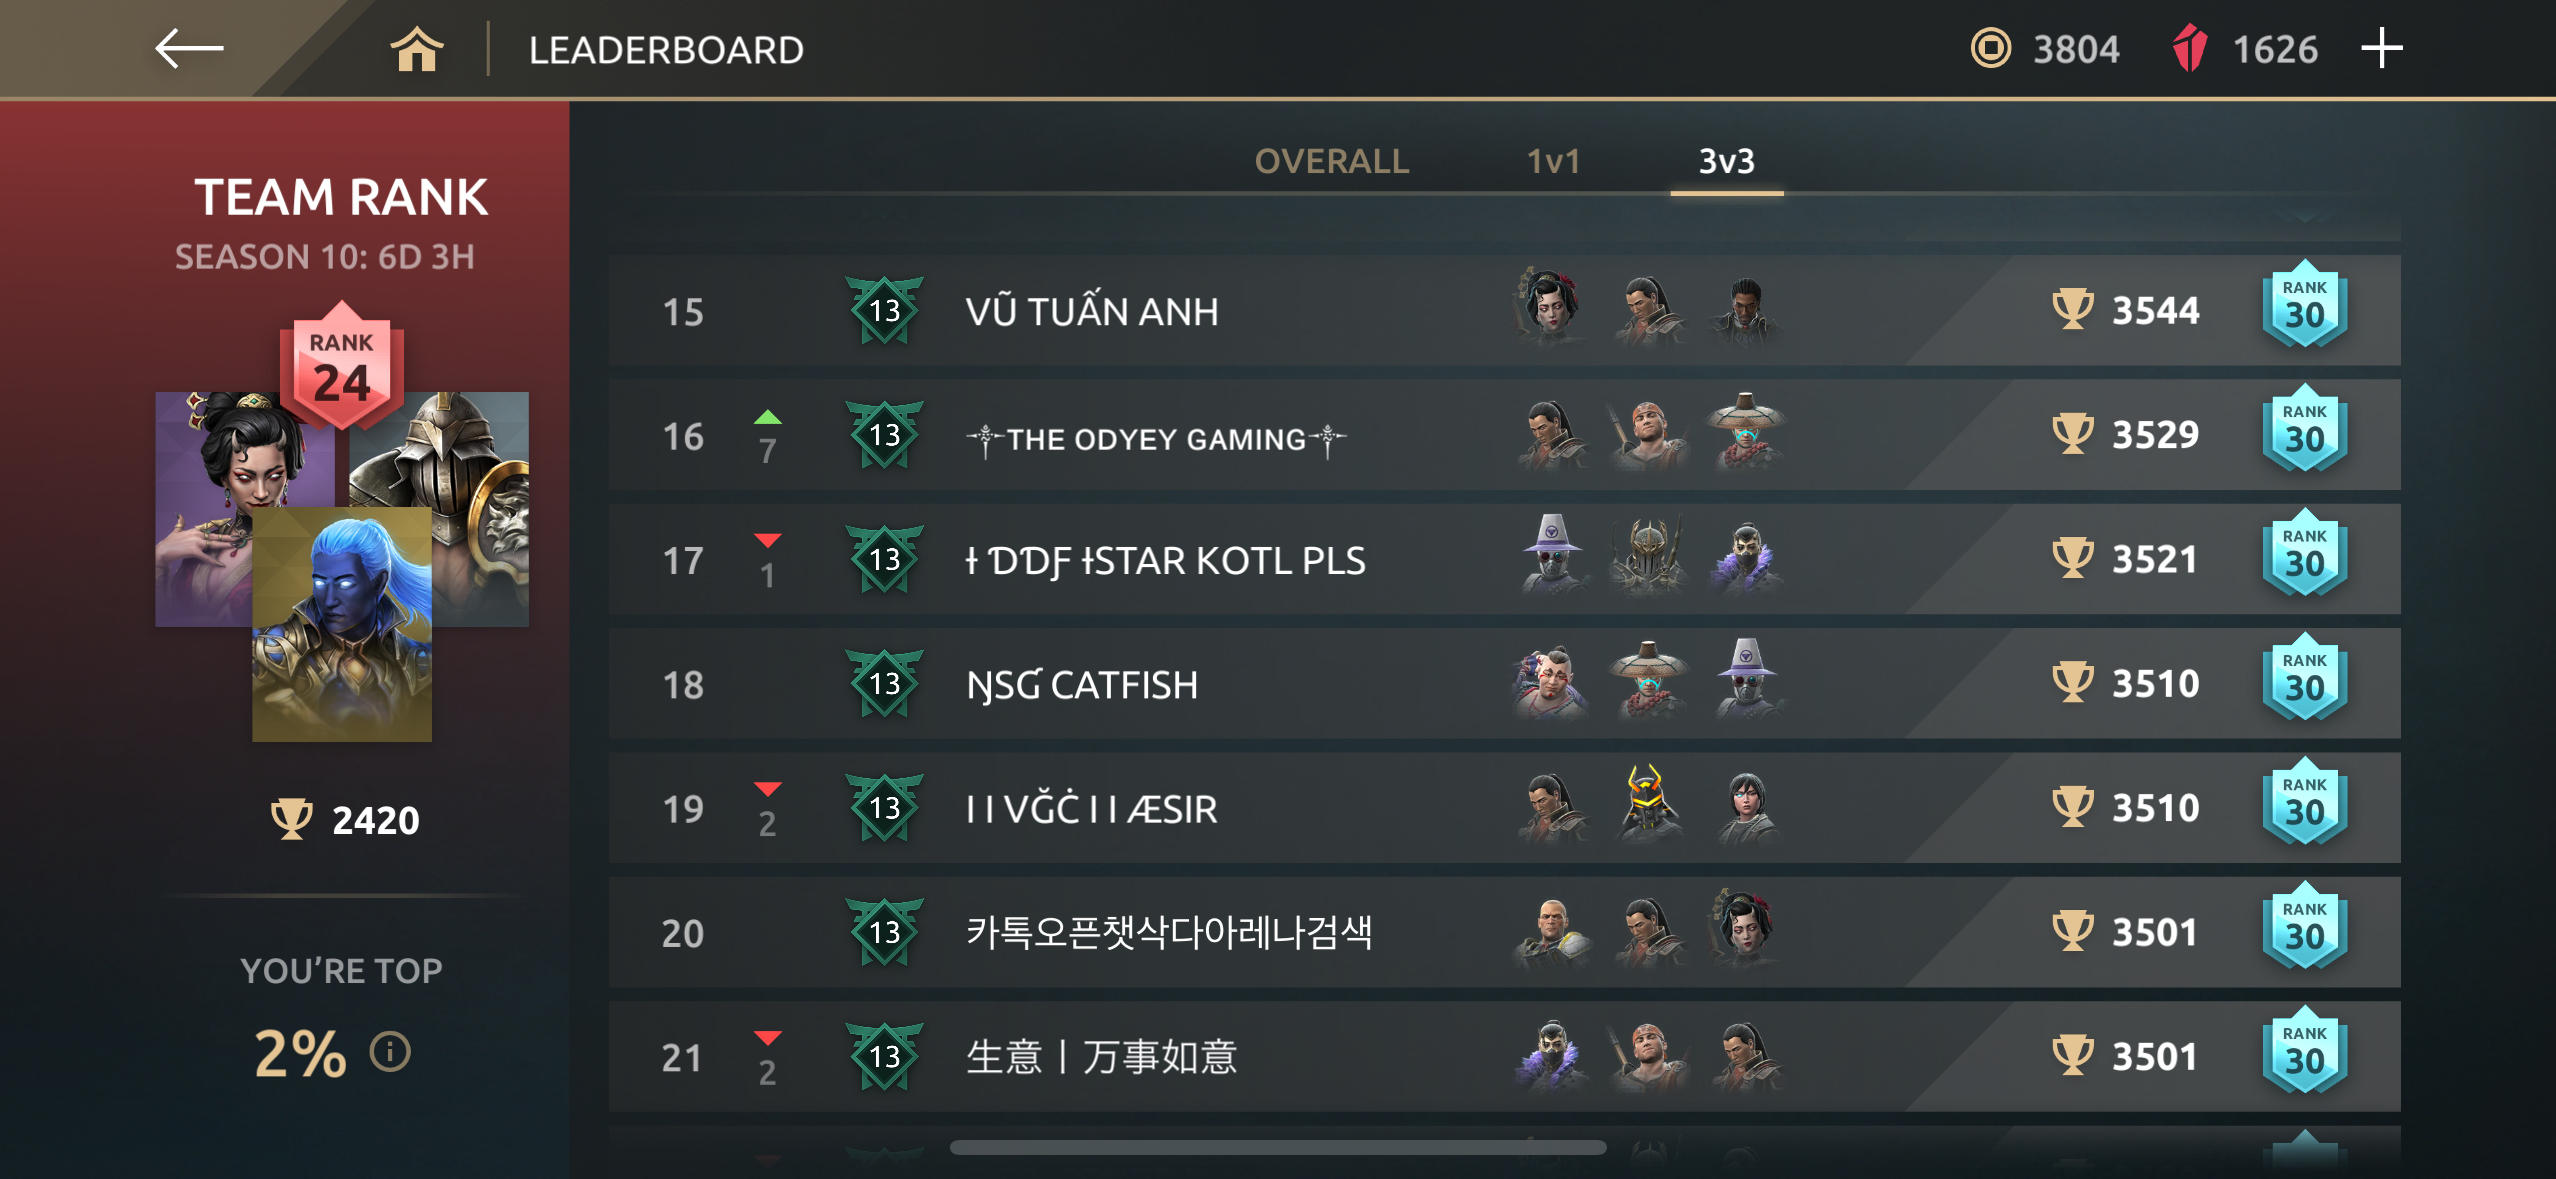 LEADERBOARD
3804
1626
TEAM RANK
SEASON 10: 6D 3H
RANK
24
2420
YOU'RE TOP
2%
OVERALL 1v1 3v3
15 13 VŨ TUẤN ANH 3544 RANK 30
16 7 13 THE ODYEY GAMING 3529 RANK 30
17 1 13 ƗƊƊƑƗSTAR KOTL PLS 3521 RANK 30
18 13 ŊSƓ CATFISH 3510 RANK 30
19 2 13 I I VĞĊ I I ÆSIR 3510 RANK 30
20 13 카톡오픈챗삭다아레나검색 3501 RANK 30
21 2 13 生意丨万事如意 3501 RANK 30